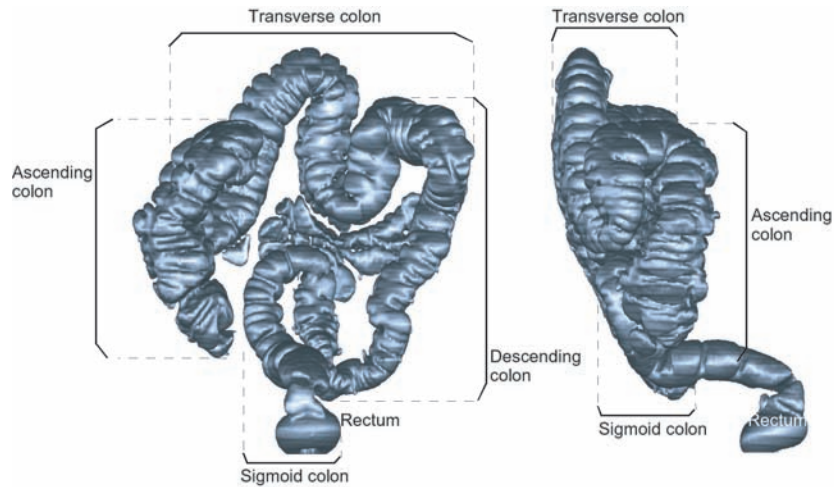 Transverse colon
Ascending
colon
Descending
colon
Rectum
Sigmoid colon
Transverse colon
Ascending
colon
Rectum
Sigmoid colon